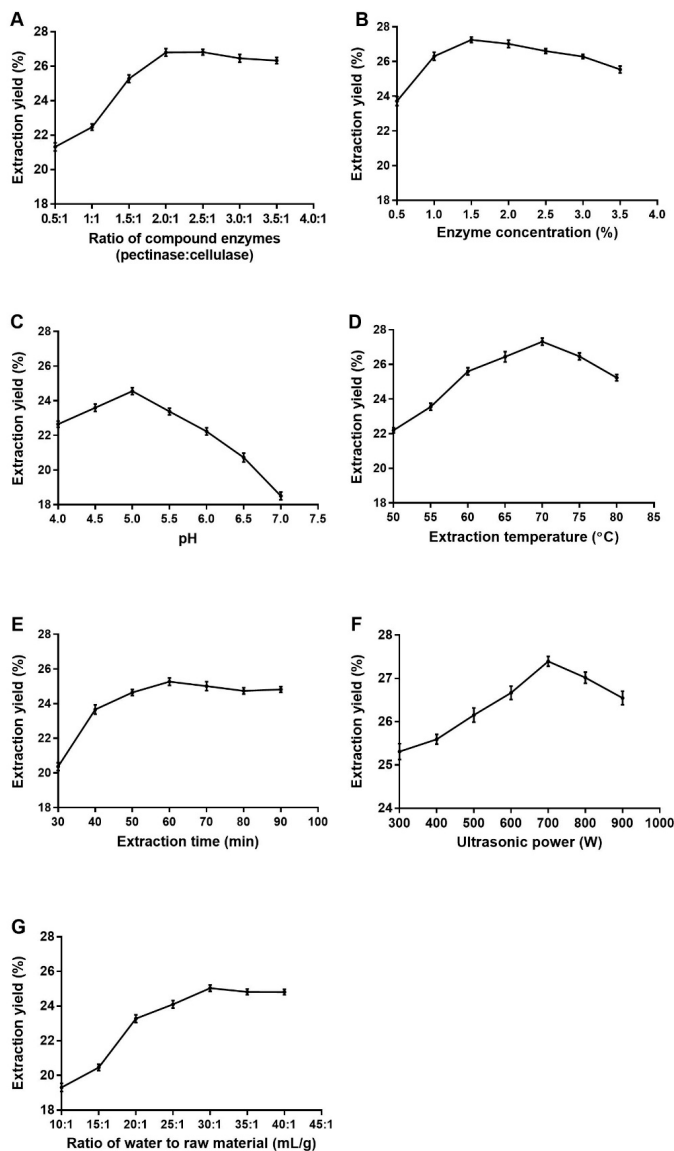 A
Extraction yield (%)
28
26
24
22
20
18
0.5:1 1:1 1.5:1 2.0:1 2.5:1 3.0:1 3.5:1 4.0:1
Ratio of compound enzymes
(pectinase:cellulase)
B
Extraction yield (%)
28
26
24
22
20
18
0.5 1.0 1.5 2.0 2.5 3.0 3.5 4.0
Enzyme concentration (%)
C
Extraction yield (%)
28
26
24
22
20
18
4.0 4.5 5.0 5.5 6.0 6.5 7.0 7.5
pH
D
Extraction yield (%)
28
26
24
22
20
18
50 55 60 65 70 75 80 85
Extraction temperature (°C)
E
Extraction yield (%)
28
26
24
22
20
18
30 40 50 60 70 80 90 100
Extraction time (min)
F
Extraction yield (%)
28
27
26
25
24
300 400 500 600 700 800 900 1000
Ultrasonic power (W)
G
Extraction yield (%)
28
26
24
22
20
18
10:1 15:1 20:1 25:1 30:1 35:1 40:1 45:1
Ratio of water to raw material (mL/g)